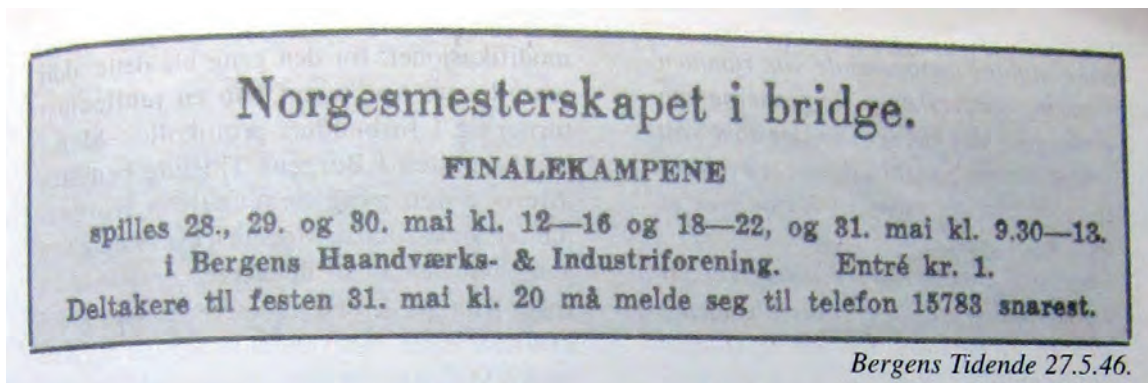 Norgesmesterskapet i bridge.
FINALEKAMPENE
spilles 28., 29. og 30. mai kl. 12—16 og 18—22, og 31. mai kl. 9.30—13.
i Bergens Haandværks- & Industriforening. Entré kr. 1.
Deltakere til festen 31. mai kl. 20 må melde seg til telefon 15783 snarest.
Bergens Tidende 27.5.46.